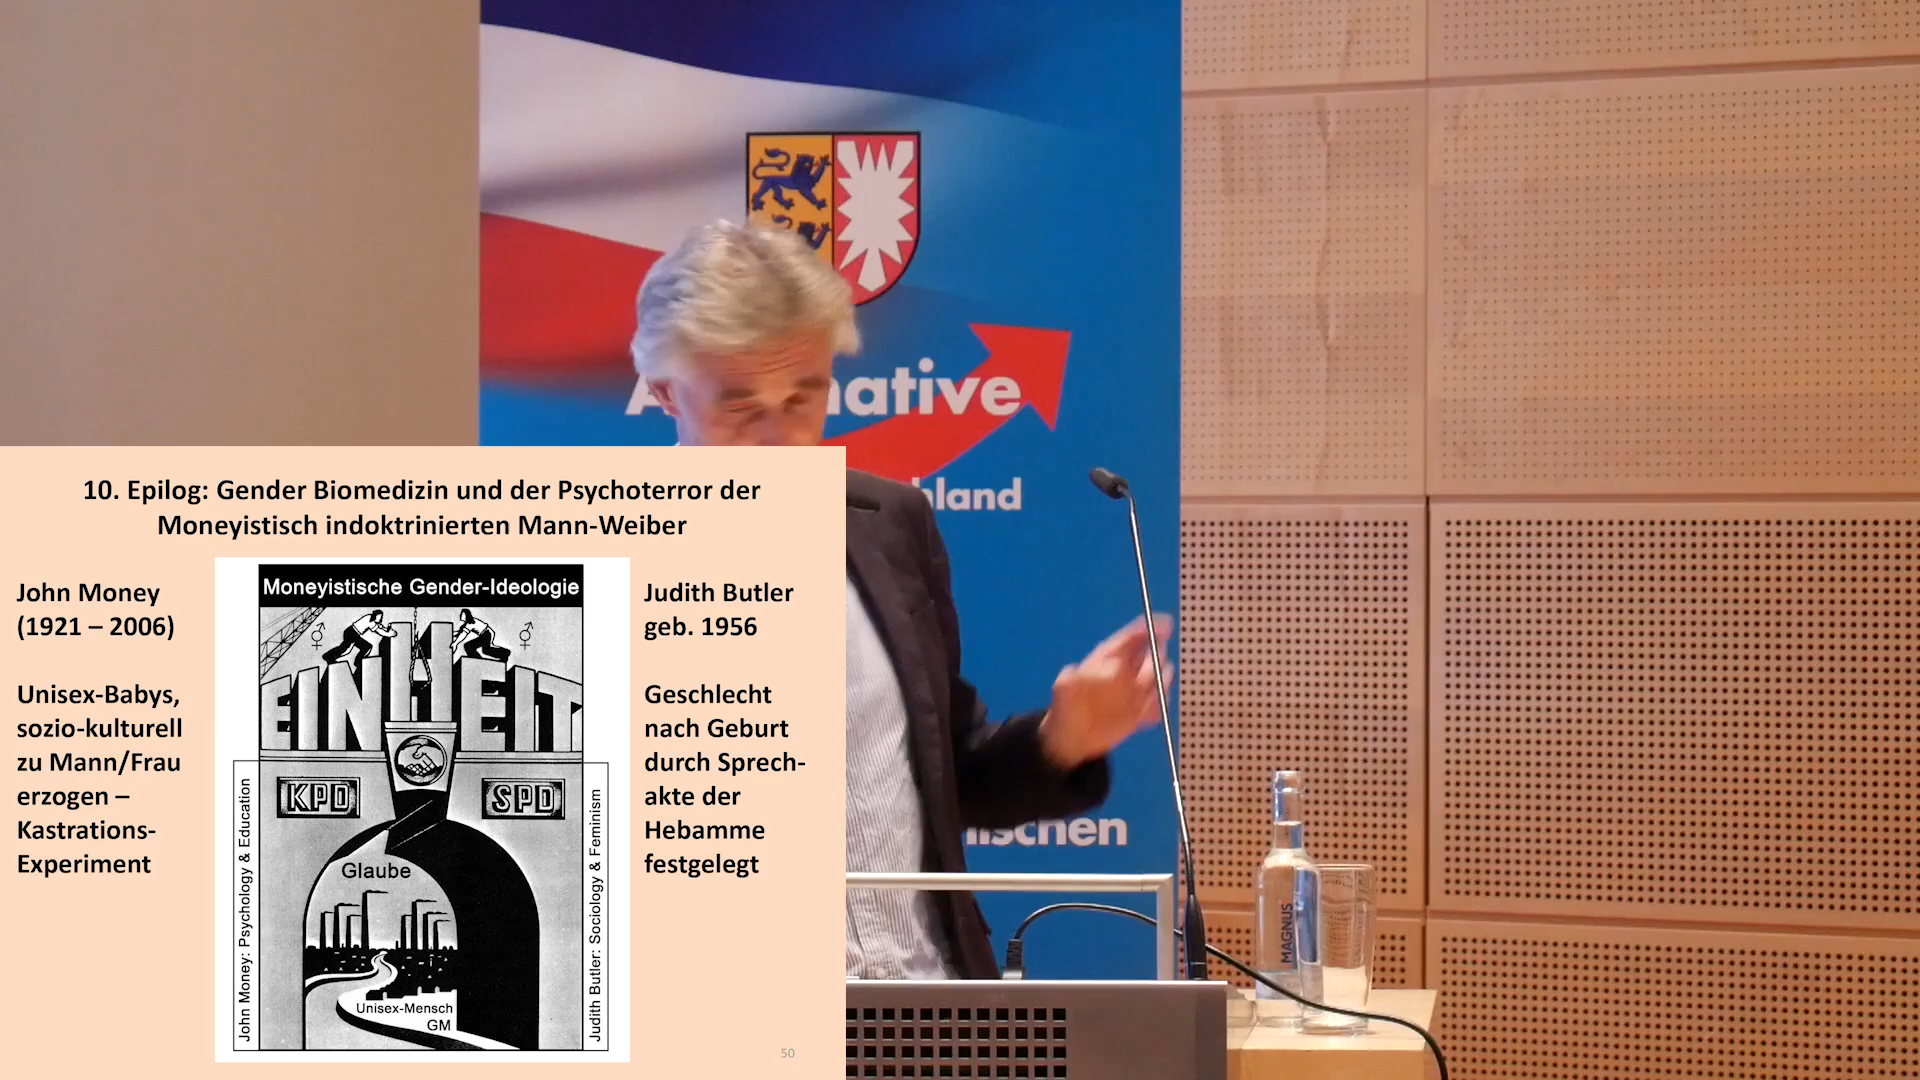 native
hland
ischen
MAGNUS
10. Epilog: Gender Biomedizin und der Psychoterror der
Moneyistisch indoktrinierten Mann-Weiber
John Money
(1921 – 2006)
Unisex-Babys,
sozio-kulturell
zu Mann/Frau
erzogen –
Kastrations-
Experiment
Moneyistische Gender-Ideologie
EINHEIT
KPD
SPD
Glaube
Unisex-Mensch
GM
John Money: Psychology & Education
Judith Butler: Sociology & Feminism
Judith Butler
geb. 1956
Geschlecht
nach Geburt
durch Sprech-
akte der
Hebamme
festgelegt
50